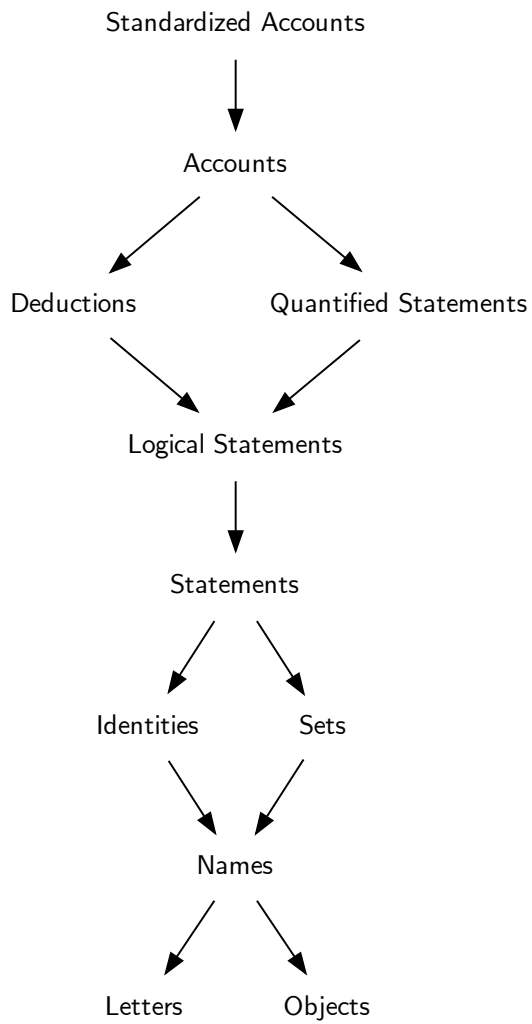 Standardized Accounts
Accounts
Deductions
Quantified Statements
Logical Statements
Statements
Identities
Sets
Names
Letters
Objects